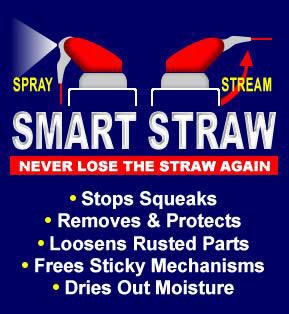 SPRAY STREAM
SMART STRAW
NEVER LOSE THE STRAW AGAIN
• Stops Squeaks
• Removes & Protects
• Loosens Rusted Parts
• Frees Sticky Mechanisms
• Dries Out Moisture